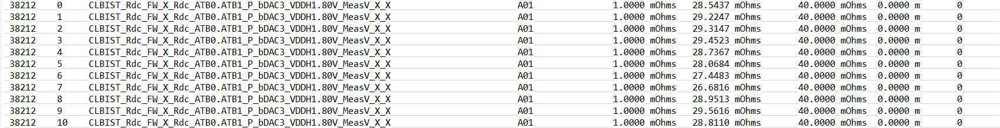 38212 0 CLBIST_Rdc_FW_X_Rdc_ATB0.ATB1_P_bDAC3_VDDH1.80V_MeasV_X_X A01 1.0000 mOhms 28.5437 mOhms 40.0000 mOhms 0.0000 m 0
38212 1 CLBIST_Rdc_FW_X_Rdc_ATB0.ATB1_P_bDAC3_VDDH1.80V_MeasV_X_X A01 1.0000 mOhms 29.2247 mOhms 40.0000 mOhms 0.0000 m 0
38212 2 CLBIST_Rdc_FW_X_Rdc_ATB0.ATB1_P_bDAC3_VDDH1.80V_MeasV_X_X A01 1.0000 mOhms 29.3147 mOhms 40.0000 mOhms 0.0000 m 0
38212 3 CLBIST_Rdc_FW_X_Rdc_ATB0.ATB1_P_bDAC3_VDDH1.80V_MeasV_X_X A01 1.0000 mOhms 29.4523 mOhms 40.0000 mOhms 0.0000 m 0
38212 4 CLBIST_Rdc_FW_X_Rdc_ATB0.ATB1_P_bDAC3_VDDH1.80V_MeasV_X_X A01 1.0000 mOhms 28.7367 mOhms 40.0000 mOhms 0.0000 m 0
38212 5 CLBIST_Rdc_FW_X_Rdc_ATB0.ATB1_P_bDAC3_VDDH1.80V_MeasV_X_X A01 1.0000 mOhms 28.0684 mOhms 40.0000 mOhms 0.0000 m 0
38212 6 CLBIST_Rdc_FW_X_Rdc_ATB0.ATB1_P_bDAC3_VDDH1.80V_MeasV_X_X A01 1.0000 mOhms 27.4483 mOhms 40.0000 mOhms 0.0000 m 0
38212 7 CLBIST_Rdc_FW_X_Rdc_ATB0.ATB1_P_bDAC3_VDDH1.80V_MeasV_X_X A01 1.0000 mOhms 26.6816 mOhms 40.0000 mOhms 0.0000 m 0
38212 8 CLBIST_Rdc_FW_X_Rdc_ATB0.ATB1_P_bDAC3_VDDH1.80V_MeasV_X_X A01 1.0000 mOhms 28.9513 mOhms 40.0000 mOhms 0.0000 m 0
38212 9 CLBIST_Rdc_FW_X_Rdc_ATB0.ATB1_P_bDAC3_VDDH1.80V_MeasV_X_X A01 1.0000 mOhms 29.5616 mOhms 40.0000 mOhms 0.0000 m 0
38212 10 CLBIST_Rdc_FW_X_Rdc_ATB0.ATB1_P_bDAC3_VDDH1.80V_MeasV_X_X A01 1.0000 mOhms 28.8110 mOhms 40.0000 mOhms 0.0000 m 0